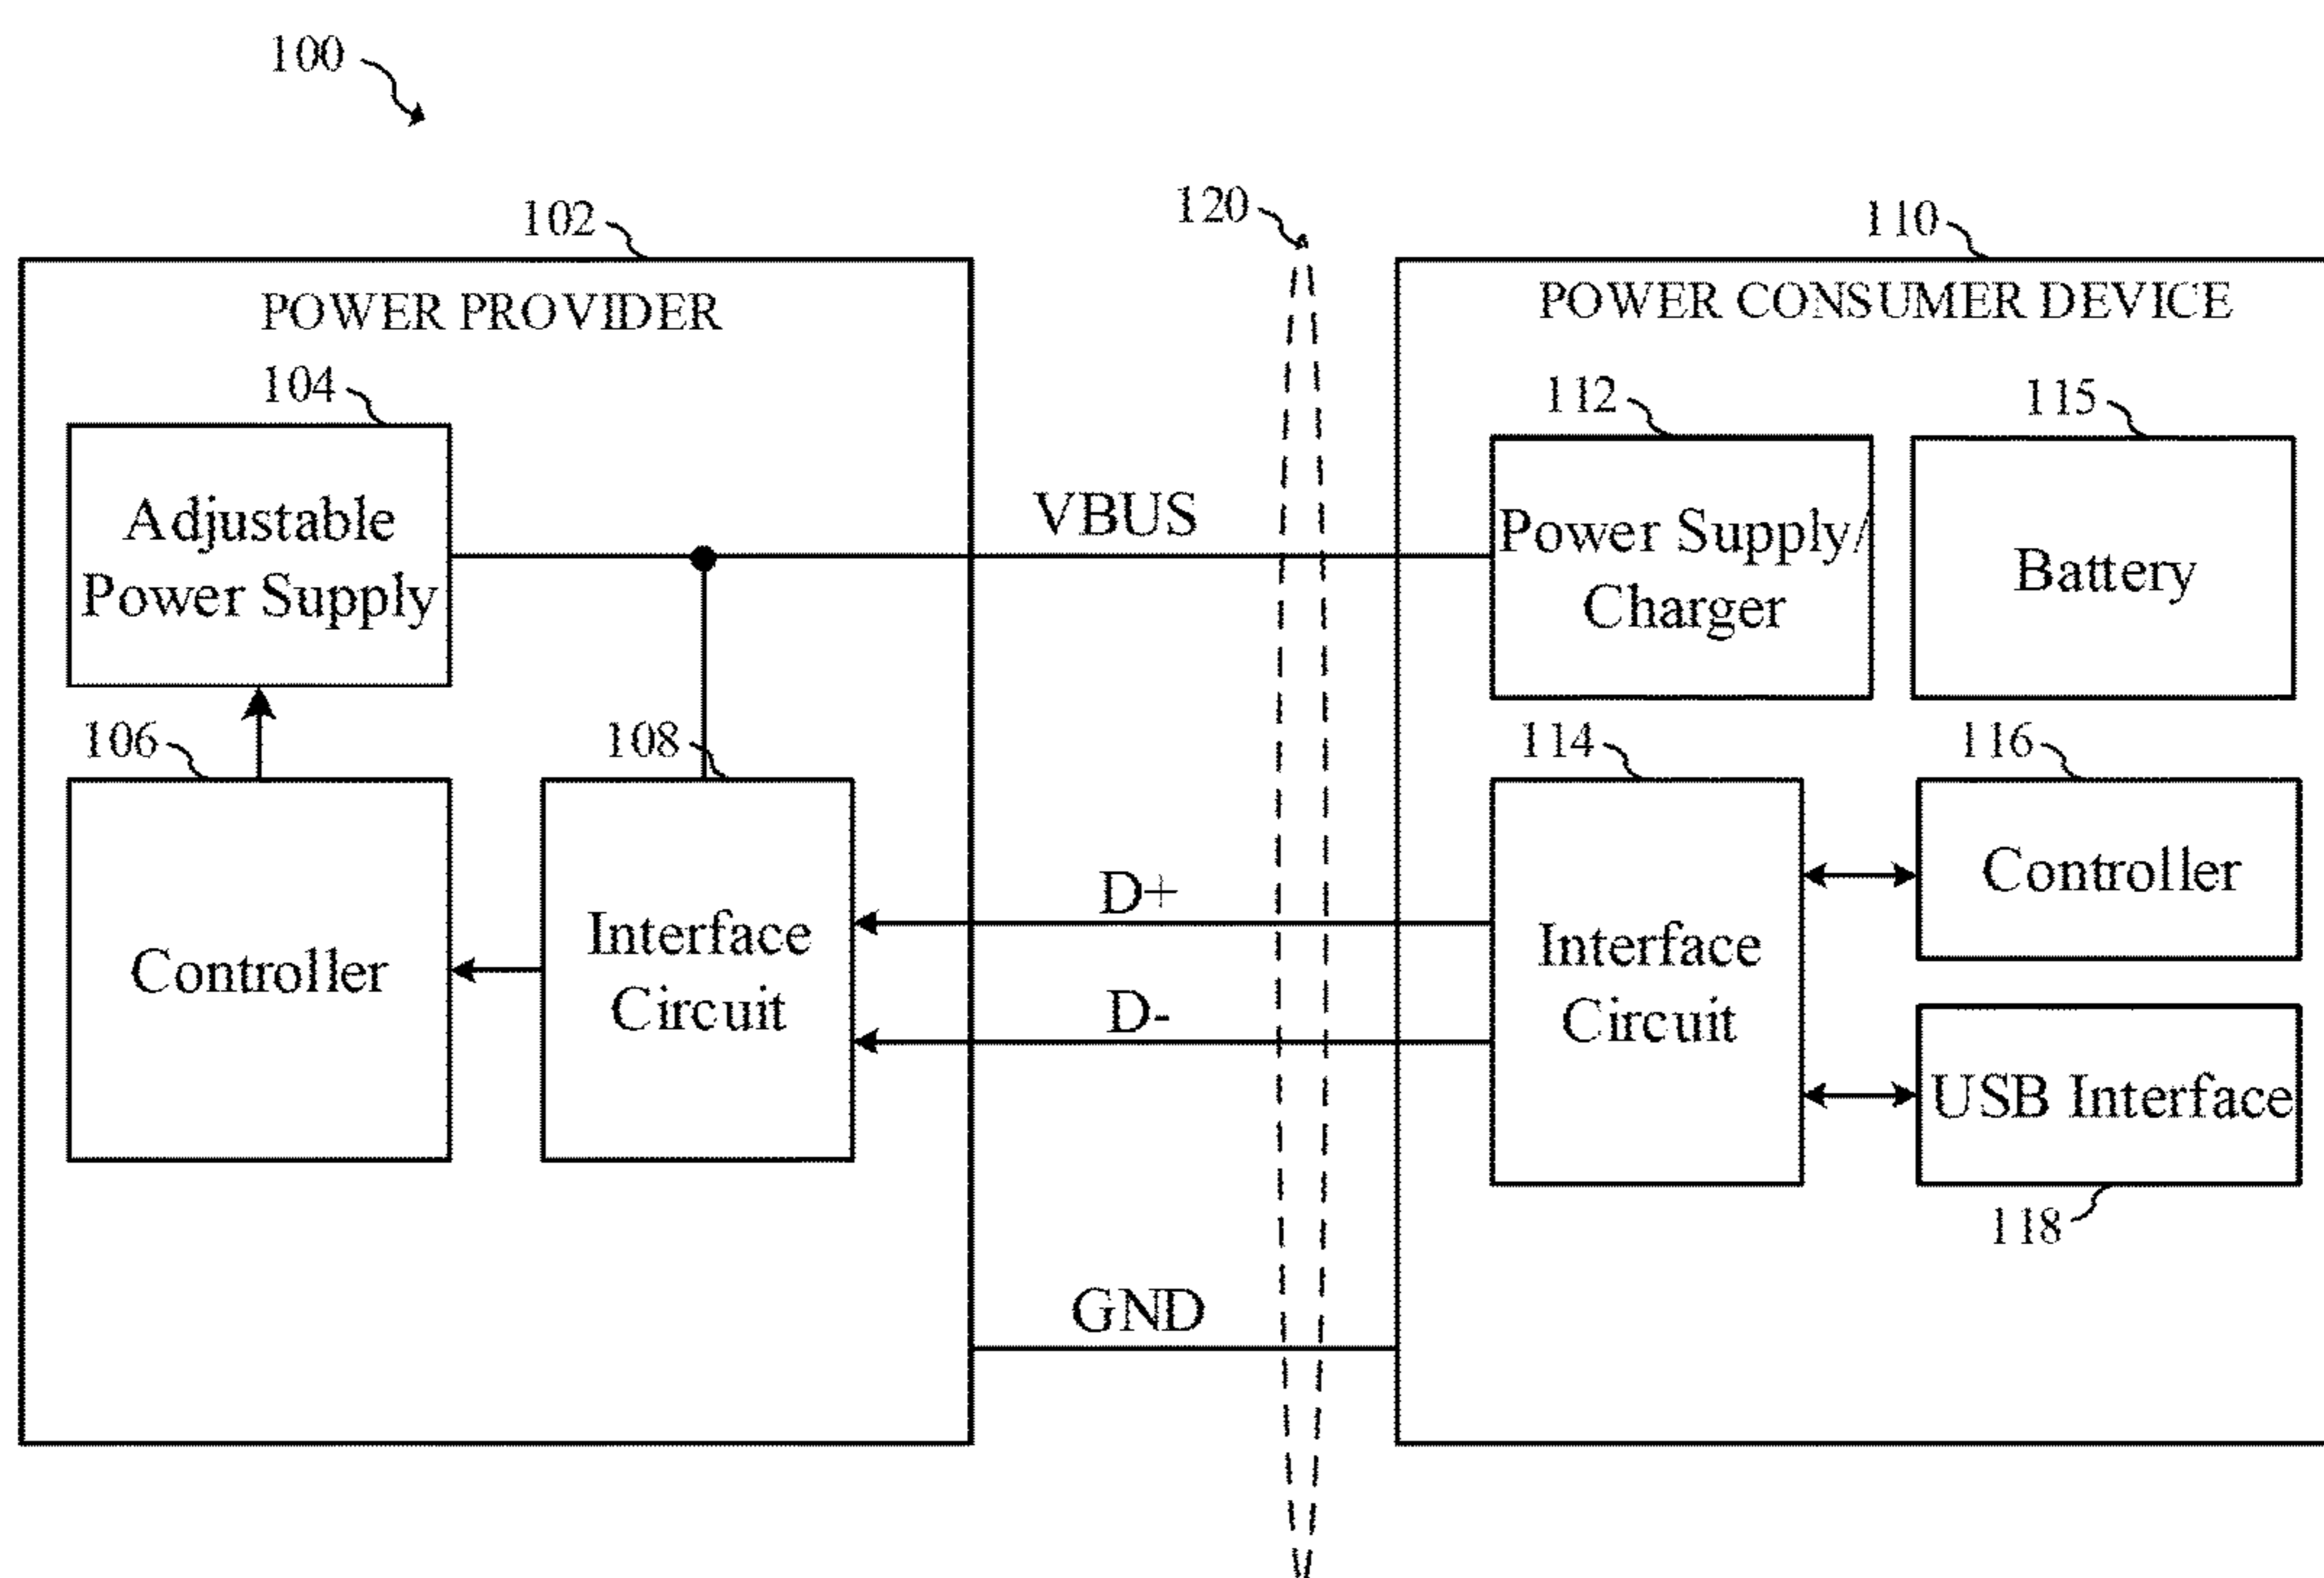 100
102
120
110
POWER PROVIDER
POWER CONSUMER DEVICE
104
112
115
Adjustable
Power Supply
VBUS
Power Supply/
Charger
Battery
106
108
114
116
Controller
Interface
Circuit
D+
D-
Interface
Circuit
Controller
USB Interface
118
GND